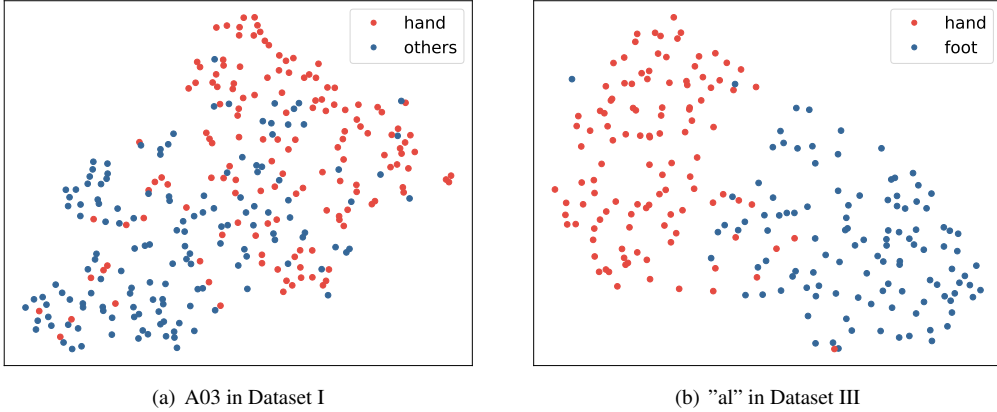 hand
others
hand
foot
(a) A03 in Dataset I
(b) ”al” in Dataset III